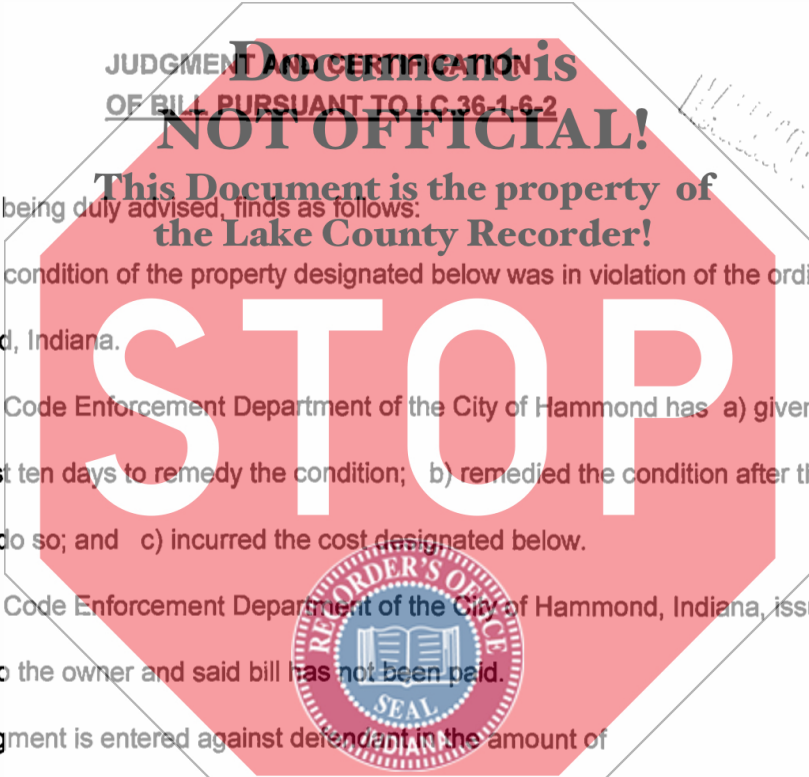 JUDGMENT AND CERTIFICATION
OF BILL PURSUANT TO I.C.36-1-6-2
Document is
NOT OFFICIAL!
This Document is the property of
the Lake County Recorder!
being duly advised, finds as follows:
condition of the property designated below was in violation of the ordi
d, Indiana.
STOP
Code Enforcement Department of the City of Hammond has a) given
t ten days to remedy the condition; b) remedied the condition after th
do so; and c) incurred the cost designated below.
Code Enforcement Department of the City of Hammond, Indiana, issu
o the owner and said bill has not been paid.
gment is entered against defendant in the amount of
RECORDER'S OFFICE
SEAL
INDIANA